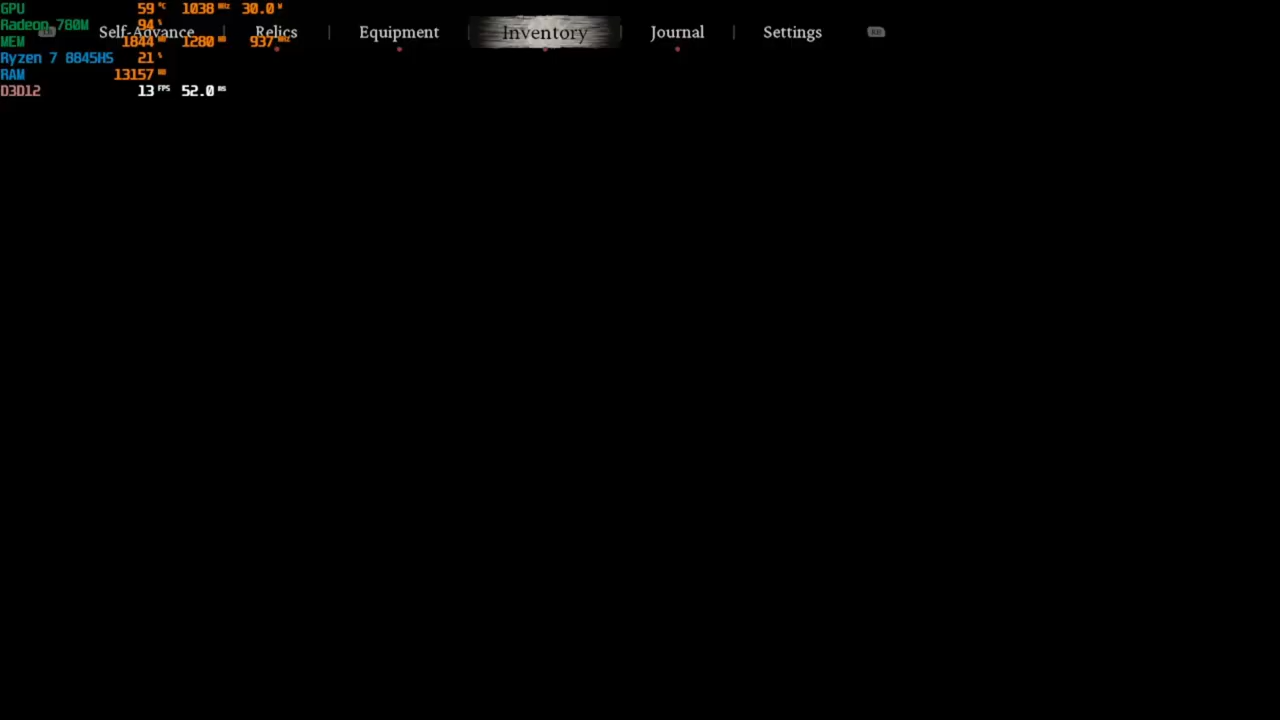 GPU 59 °C 1038 MHz 30.0 W
Radeon 780M 94 %
Self-Advance Relics Equipment Inventory Journal Settings
MEM 1844 MB 1280 MB 937 MHz
Ryzen 7 8845HS 21 %
RAM 13157 MB
D3D12 13 FPS 52.0 ms